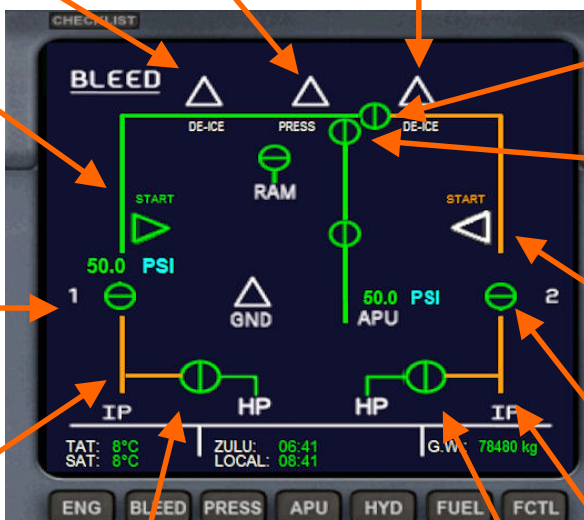 CHECKLIST
BLEED
DE-ICE PRESS DE-ICE
RAM
START START
50.0 PSI
1 50.0 PSI 2
GND APU
IP HP HP IP
TAT: 8°C ZULU: 06:41 G.W.: 78480 kg
SAT: 8°C LOCAL: 08:41
ENG BLEED PRESS APU HYD FUEL FCTL